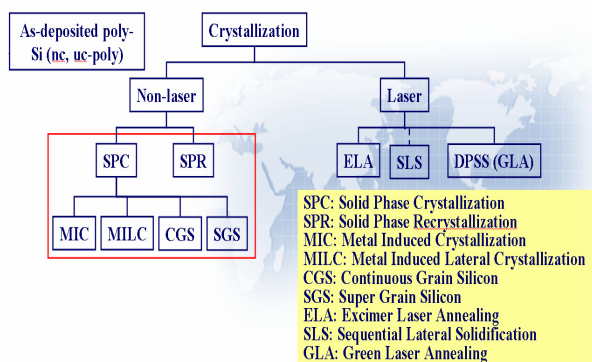 As-deposited poly-
Si (nc, uc-poly)
Crystallization
Non-laser
Laser
SPC
SPR
ELA
SLS
DPSS (GLA)
MIC
MILC
CGS
SGS
SPC: Solid Phase Crystallization
SPR: Solid Phase Recrystallization
MIC: Metal Induced Crystallization
MILC: Metal Induced Lateral Crystallization
CGS: Continuous Grain Silicon
SGS: Super Grain Silicon
ELA: Excimer Laser Annealing
SLS: Sequential Lateral Solidification
GLA: Green Laser Annealing